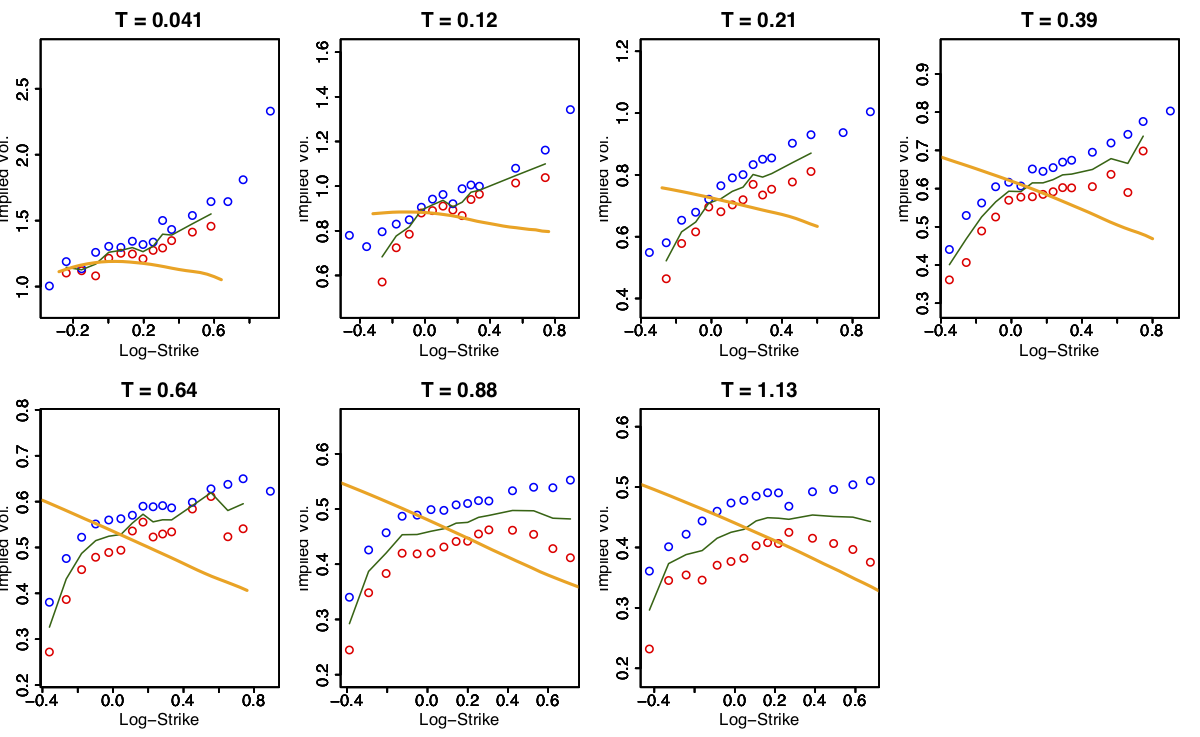 T = 0.041
Implied Vol.
1.0 1.5 2.0 2.5
−0.2 0.2 0.6
Log−Strike
T = 0.12
Implied Vol.
0.6 0.8 1.0 1.2 1.4 1.6
−0.4 0.0 0.4 0.8
Log−Strike
T = 0.21
Implied Vol.
0.4 0.6 0.8 1.0 1.2
−0.4 0.0 0.4 0.8
Log−Strike
T = 0.39
Implied Vol.
0.3 0.4 0.5 0.6 0.7 0.8 0.9
−0.4 0.0 0.4 0.8
Log−Strike
T = 0.64
Implied Vol.
0.2 0.3 0.4 0.5 0.6 0.7 0.8
−0.4 0.0 0.4 0.8
Log−Strike
T = 0.88
Implied Vol.
0.2 0.3 0.4 0.5 0.6
−0.4 0.0 0.2 0.4 0.6
Log−Strike
T = 1.13
Implied Vol.
0.2 0.3 0.4 0.5 0.6
−0.4 0.0 0.2 0.4 0.6
Log−Strike